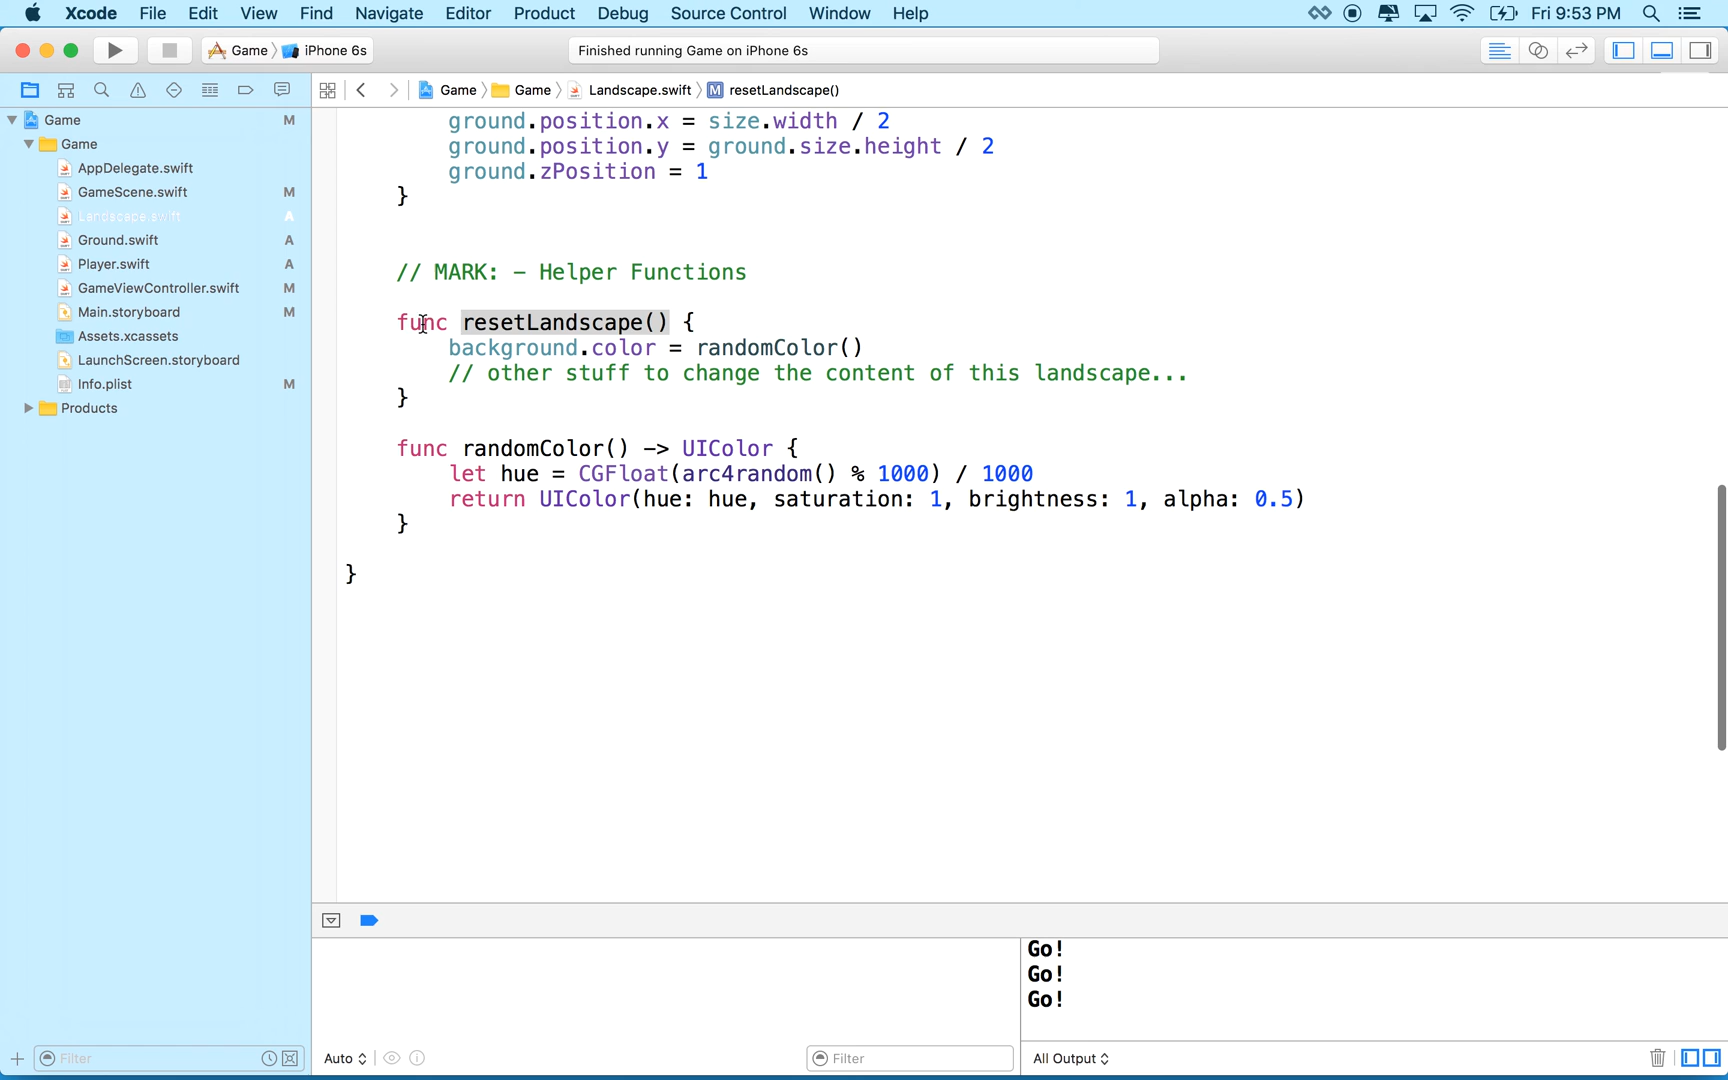 Xcode File Edit View Find Navigate Editor Product Debug Source Control Window Help Fri 9:53 PM
Game iPhone 6s Finished running Game on iPhone 6s
Game Game Landscape.swift M resetLandscape()
Game M
Game
AppDelegate.swift
GameScene.swift M
Landscape.swift A
Ground.swift A
Player.swift A
GameViewController.swift M
Main.storyboard M
Assets.xcassets
LaunchScreen.storyboard
Info.plist M
Products
ground.position.x = size.width / 2
ground.position.y = ground.size.height / 2
ground.zPosition = 1
}
// MARK: - Helper Functions
func resetLandscape() {
background.color = randomColor()
// other stuff to change the content of this landscape...
}
func randomColor() -> UIColor {
let hue = CGFloat(arc4random() % 1000) / 1000
return UIColor(hue: hue, saturation: 1, brightness: 1, alpha: 0.5)
}
}
Go!
Go!
Go!
Filter Auto Filter All Output